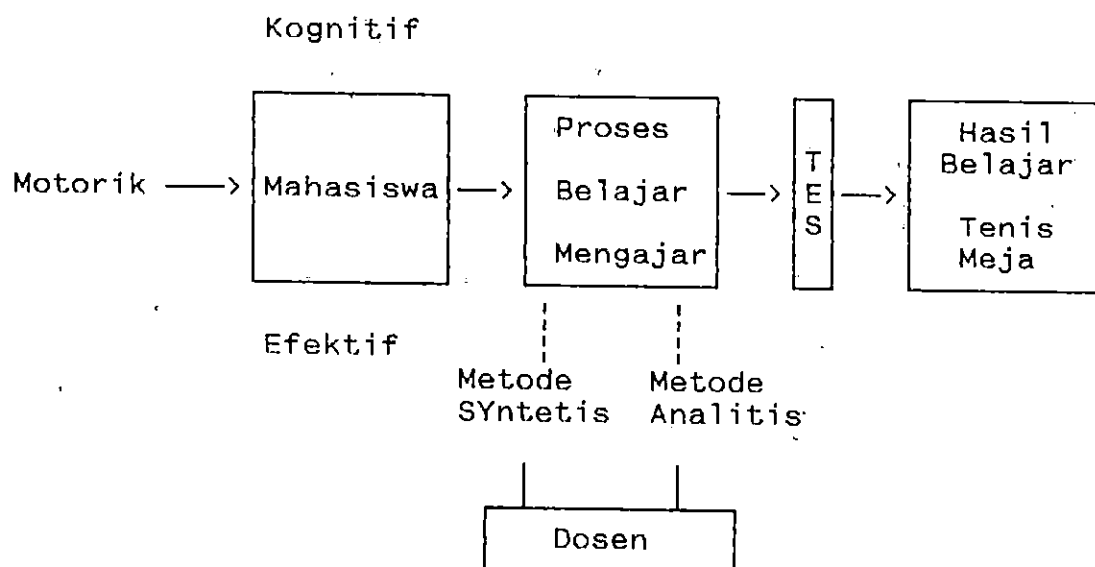 Kognitif
Motorik
Mahasiswa
Proses
Belajar
Mengajar
T
E
S
Hasil
Belajar
Tenis
Meja
Efektif
Metode
SYntetis
Metode
Analitis
Dosen